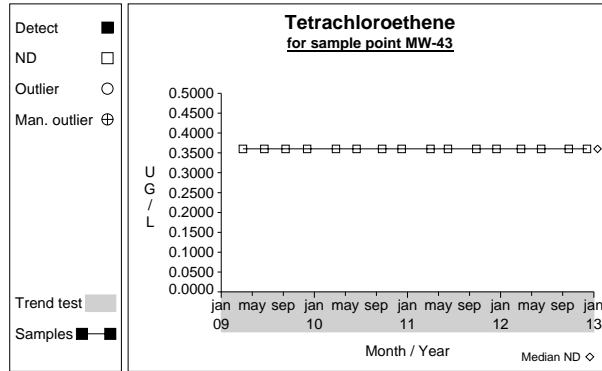 Detect
ND
Outlier
Man. outlier
Trend test
Samples
Tetrachloroethene
for sample point MW-43
0.5000
0.4500
0.4000
0.3500
0.3000
0.2500
0.2000
0.1500
0.1000
0.0500
0.0000
U
G
/
L
jan may sep jan may sep jan may sep jan may sep jan
09 10 11 12 13
Month / Year
Median ND